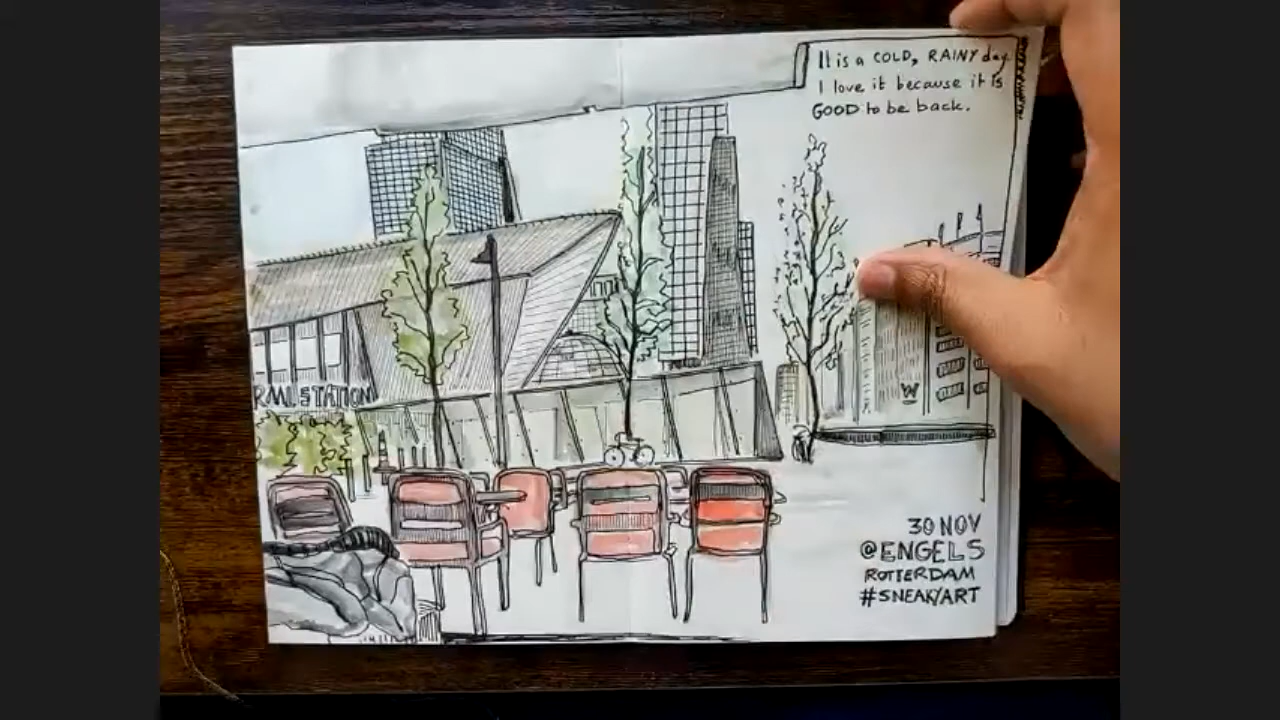 It is a COLD, RAINY day.
I love it because it is
GOOD to be back.
STATION
W
30 NOV
@ENGELS
ROTTERDAM
#SNEAKYART